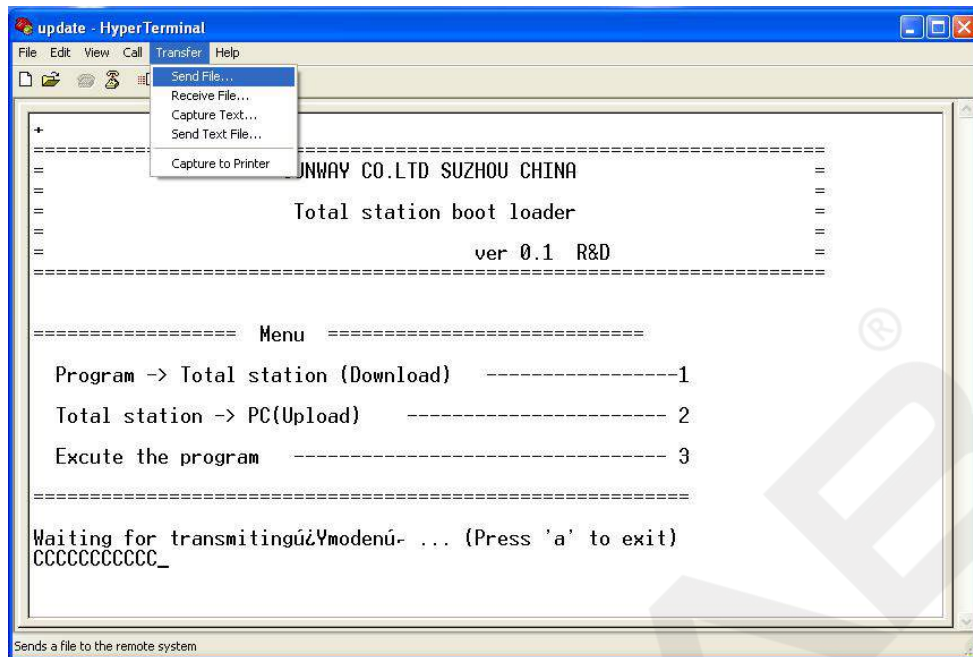 update - HyperTerminal
File Edit View Call Transfer Help
Send File...
Receive File...
Capture Text...
Send Text File...
Capture to Printer
+
==================================================
= CO.LTD SUZHOU CHINA =
= =
= Total station boot loader =
= =
= ver 0.1 R&D =
==================================================
================== Menu ============================
Program -> Total station (Download) -----------------1
Total station -> PC(Upload) ----------------------- 2
Excute the program --------------------------------- 3
==========================================================
Waiting for transmitingú¿Ymodenú- ... (Press 'a' to exit)
CCCCCCCCCCC_
Sends a file to the remote system